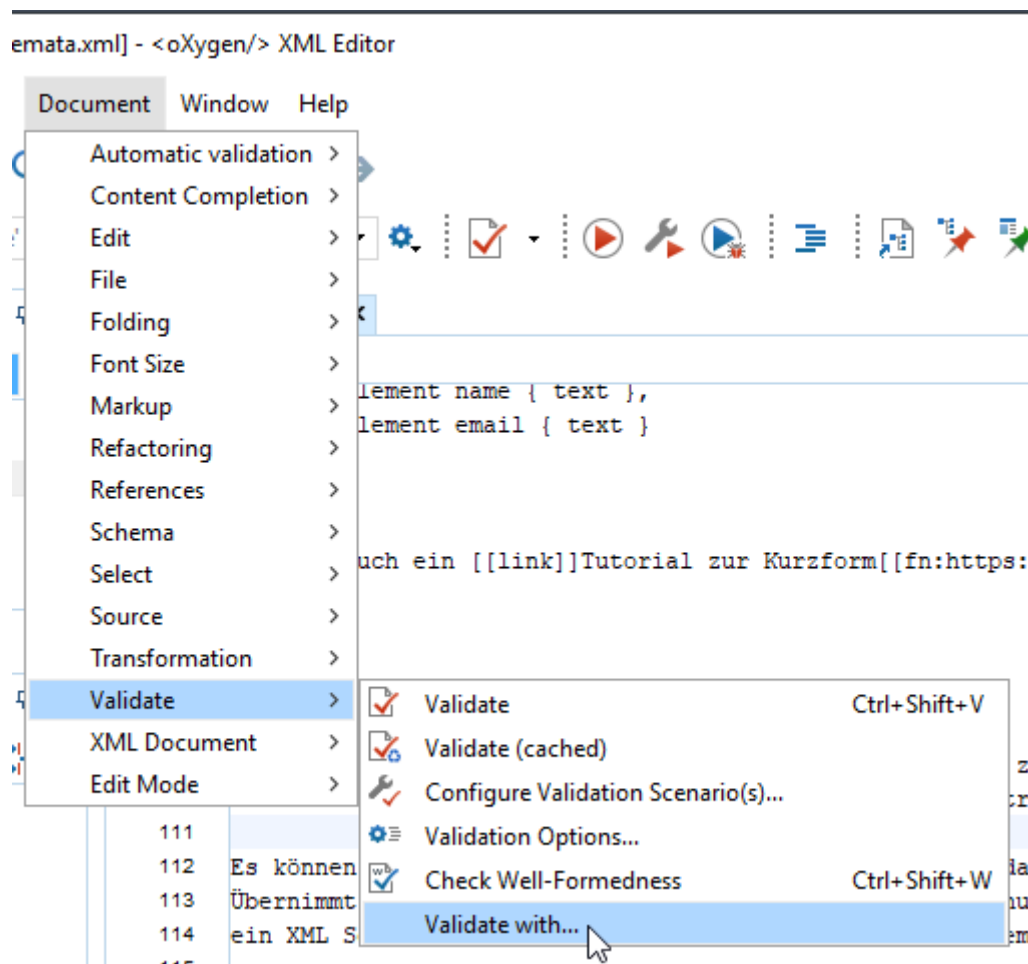 emata.xml] - <oXygen/> XML Editor
Document Window Help
Automatic validation
Content Completion
Edit
File
Folding
Font Size
Markup
Refactoring
References
Schema
Select
Source
Transformation
Validate
XML Document
Edit Mode
lement name { text },
lement email { text }
uch ein [[link]]Tutorial zur Kurzform[[fn:https:
Validate Ctrl+Shift+V
Validate (cached)
Configure Validation Scenario(s)...
Validation Options...
Check Well-Formedness Ctrl+Shift+W
Validate with...
111
112 Es können
113 Übernimmt
114 ein XML S